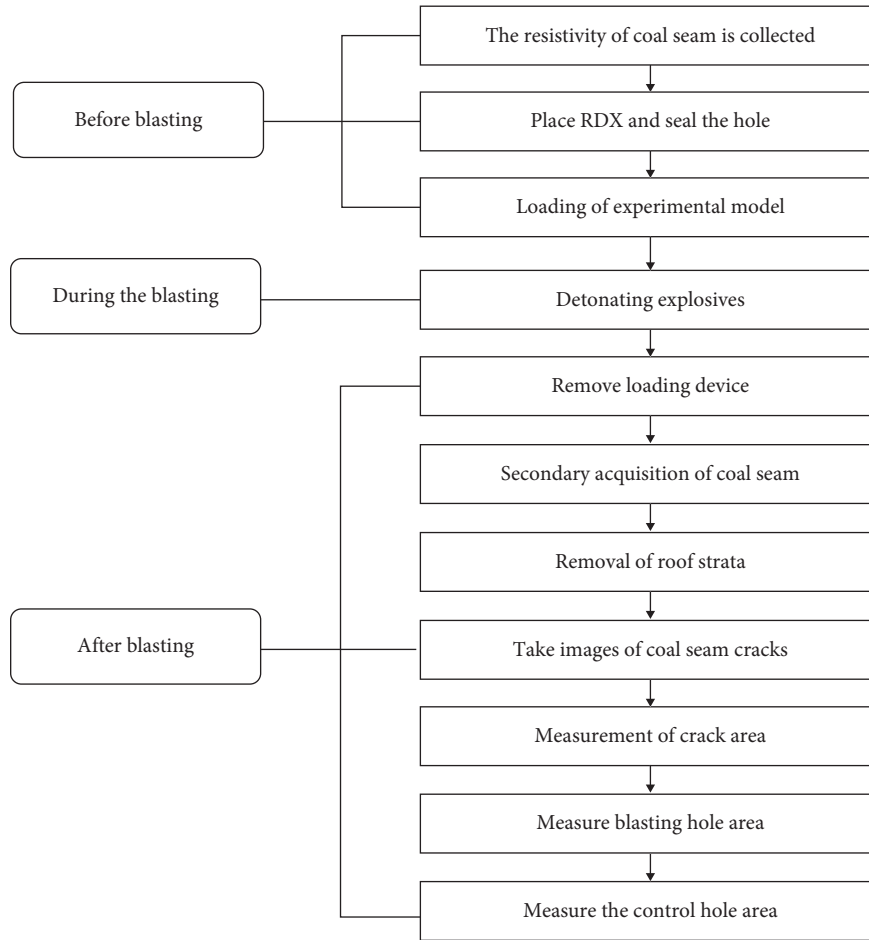 The resistivity of coal seam is collected
Before blasting
Place RDX and seal the hole
Loading of experimental model
During the blasting
Detonating explosives
Remove loading device
Secondary acquisition of coal seam
Removal of roof strata
After blasting
Take images of coal seam cracks
Measurement of crack area
Measure blasting hole area
Measure the control hole area